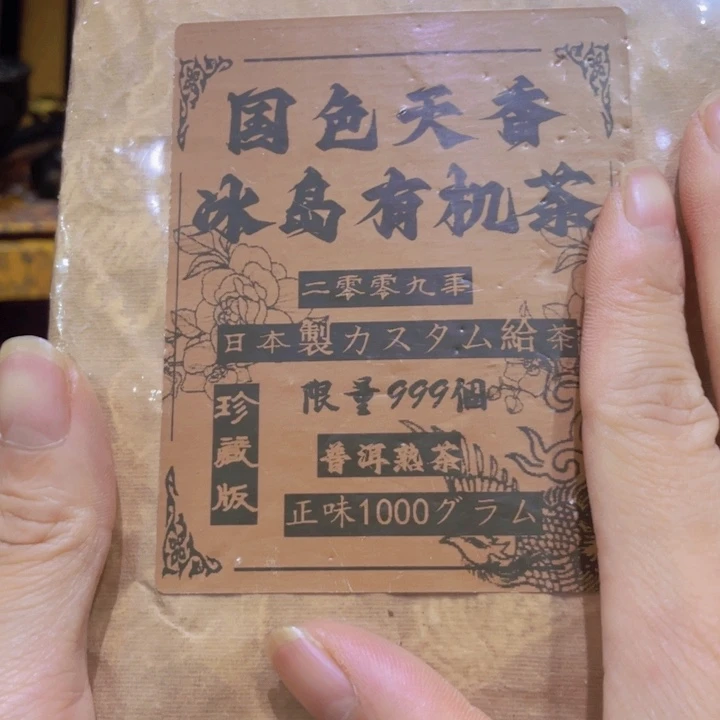 国色天香
冰岛有机茶
二零零九年
日本製カスタム給茶
限量999個
珍藏版
普洱熟茶
正味1000グラム